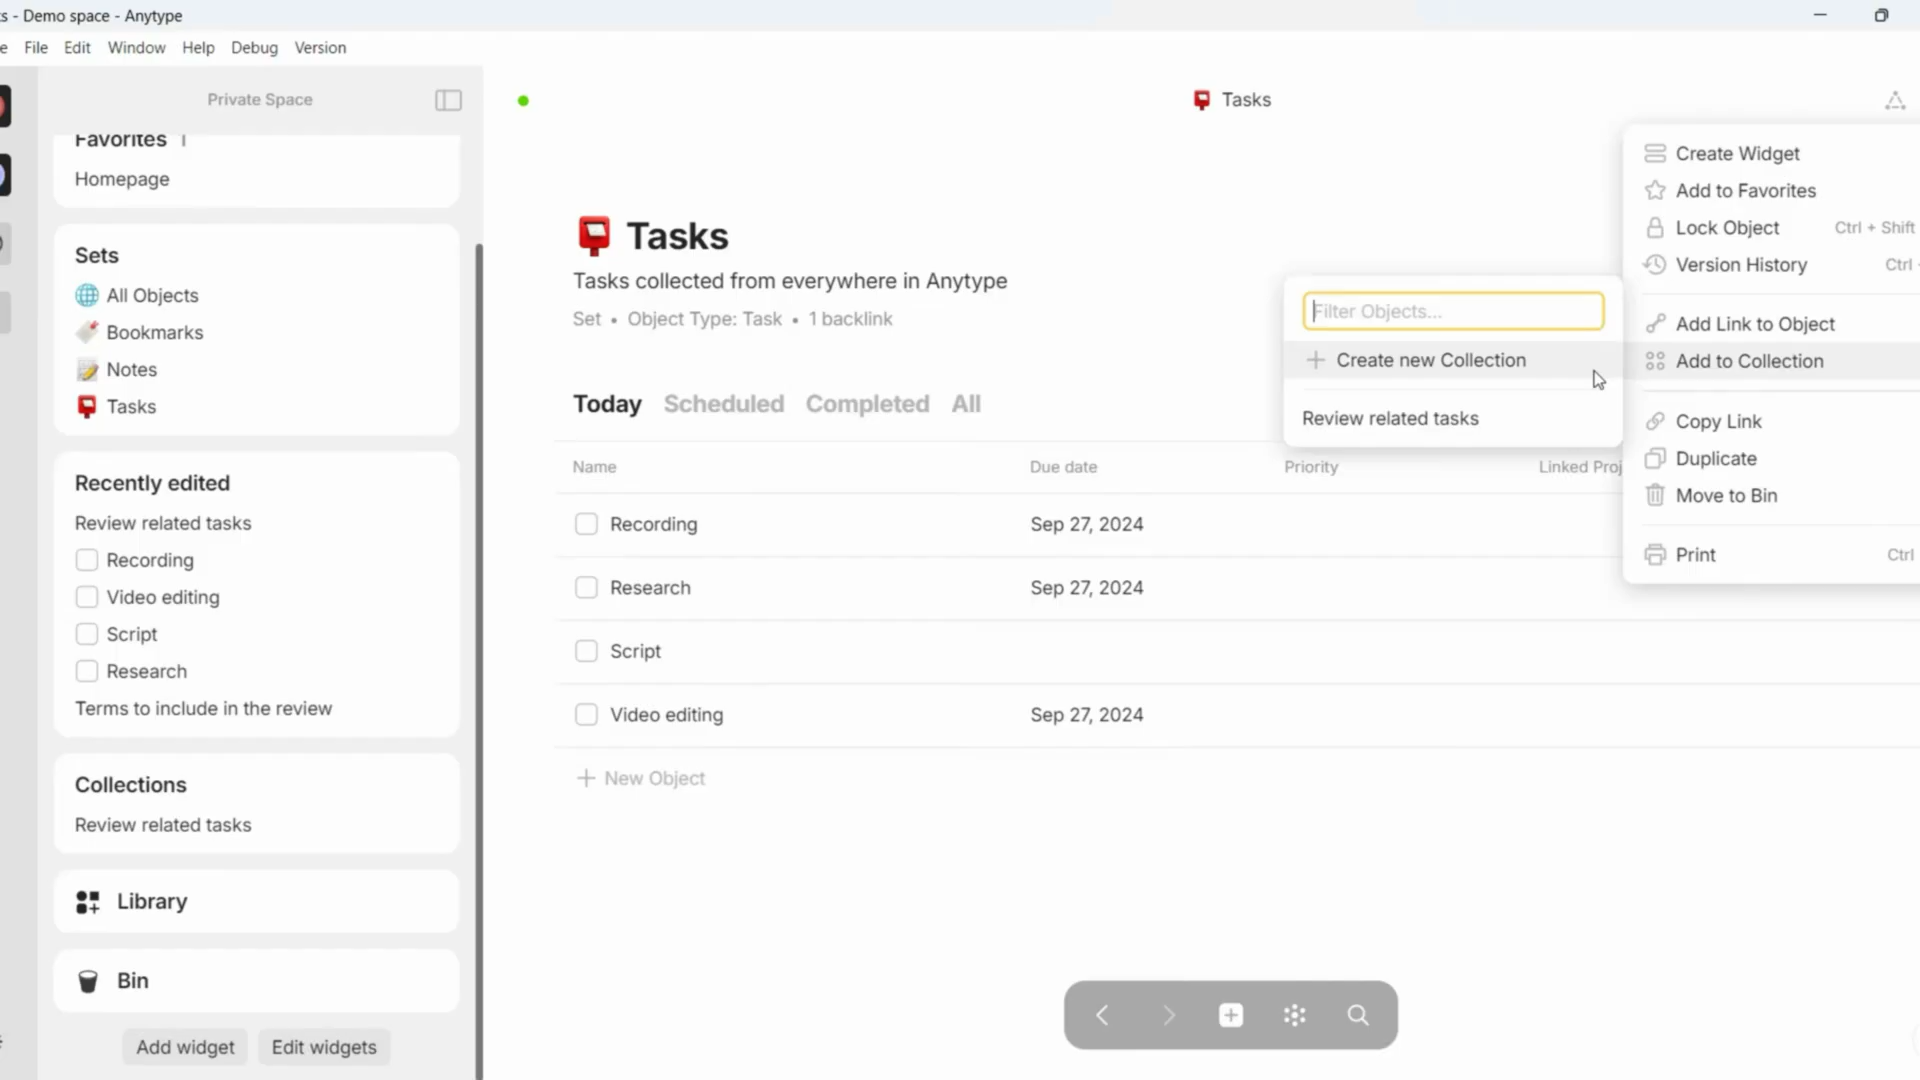 s - Demo space - Anytype
e File Edit Window Help Debug Version
Private Space
Favorites 1
Homepage
Sets
All Objects
Bookmarks
Notes
Tasks
Recently edited
Review related tasks
Recording
Video editing
Script
Research
Terms to include in the review
Collections
Review related tasks
Library
Bin
Add widget Edit widgets
Tasks
Tasks
Tasks collected from everywhere in Anytype
Set • Object Type: Task • 1 backlink
Today Scheduled Completed All
Name Due date Priority Linked Proj
Recording Sep 27, 2024
Research Sep 27, 2024
Script
Video editing Sep 27, 2024
+ New Object
Filter Objects...
+ Create new Collection
Review related tasks
Create Widget
Add to Favorites
Lock Object Ctrl + Shift
Version History Ctrl
Add Link to Object
Add to Collection
Copy Link
Duplicate
Move to Bin
Print Ctrl